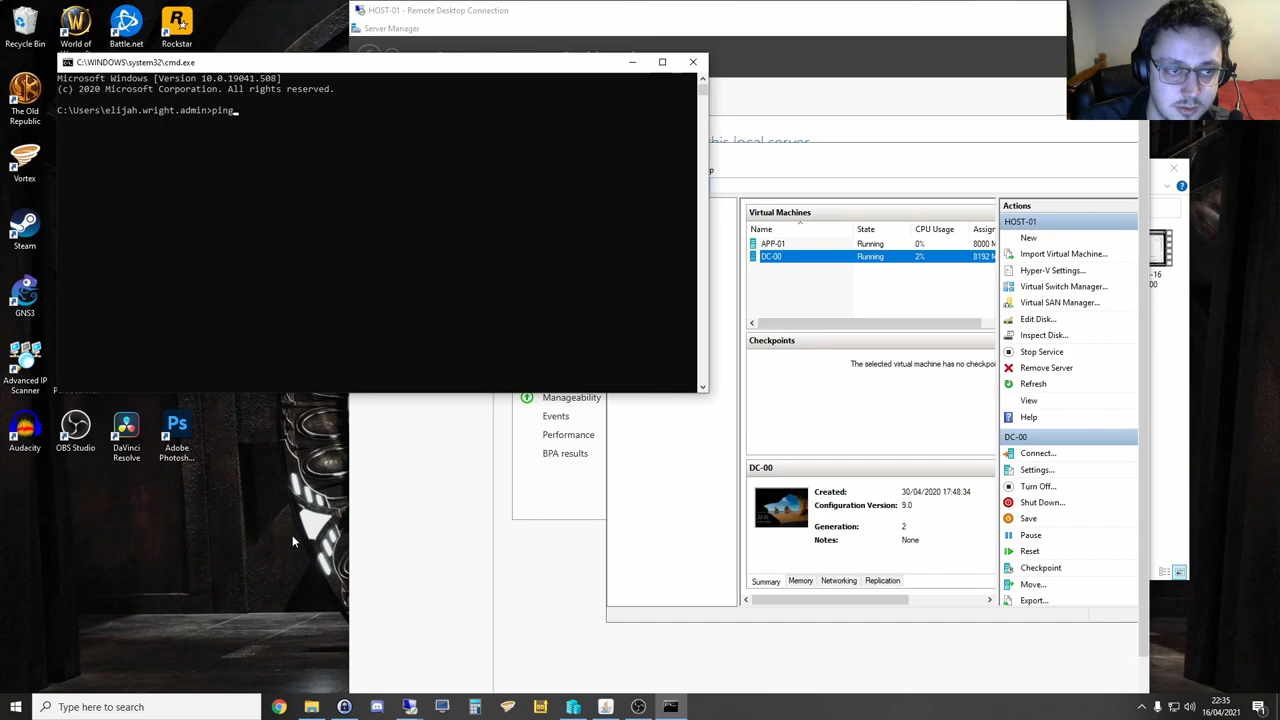 HOST-01 - Remote Desktop Connection
Server Manager
Recycle Bin
World of
Battle.net
Rockstar
C:\WINDOWS\system32\cmd.exe
Microsoft Windows [Version 10.0.19041.508]
(c) 2020 Microsoft Corporation. All rights reserved.
C:\Users\elijah.wright.admin>ping
The Old
Republic
Vortex
Steam
GNS3
Advanced IP
Scanner
Audacity
OBS Studio
DaVinci
Resolve
Adobe
Photosh...
this local server
Virtual Machines
Name
State
CPU Usage
Assig
APP-01
Running
0%
8000 M
DC-00
Running
2%
8192 M
Checkpoints
The selected virtual machine has no checkpoi
Manageability
Events
Performance
BPA results
DC-00
Created:
30/04/2020 17:48:34
Configuration Version:
9.0
Generation:
2
Notes:
None
Summary
Memory
Networking
Replication
Actions
HOST-01
New
Import Virtual Machine...
Hyper-V Settings...
Virtual Switch Manager...
Virtual SAN Manager...
Edit Disk...
Inspect Disk...
Stop Service
Remove Server
Refresh
View
Help
DC-00
Connect...
Settings...
Turn Off...
Shut Down...
Save
Pause
Reset
Checkpoint
Move...
Export...
-16
00
Type here to search
22:35
16/04/2021